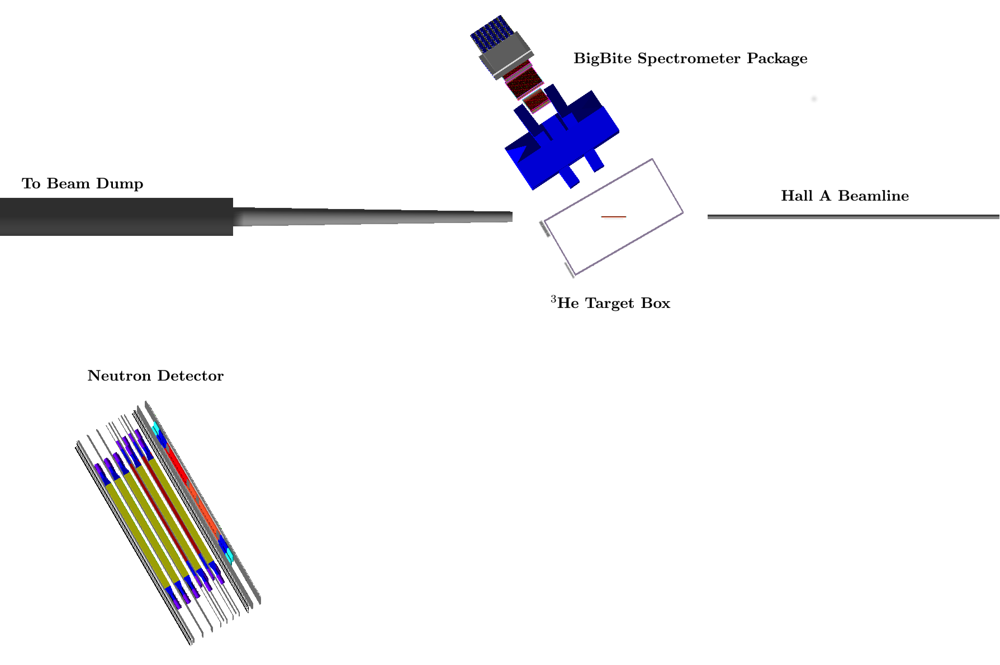 BigBite Spectrometer Package
To Beam Dump
Hall A Beamline
³He Target Box
Neutron Detector